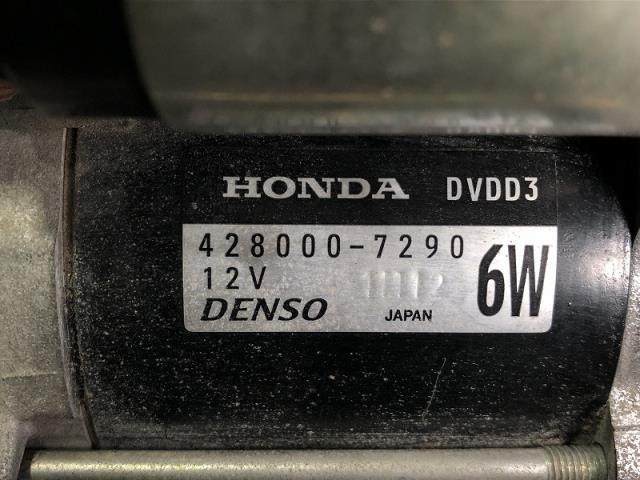 HONDA DVDD3
428000-7290
12V
6W
DENSO JAPAN